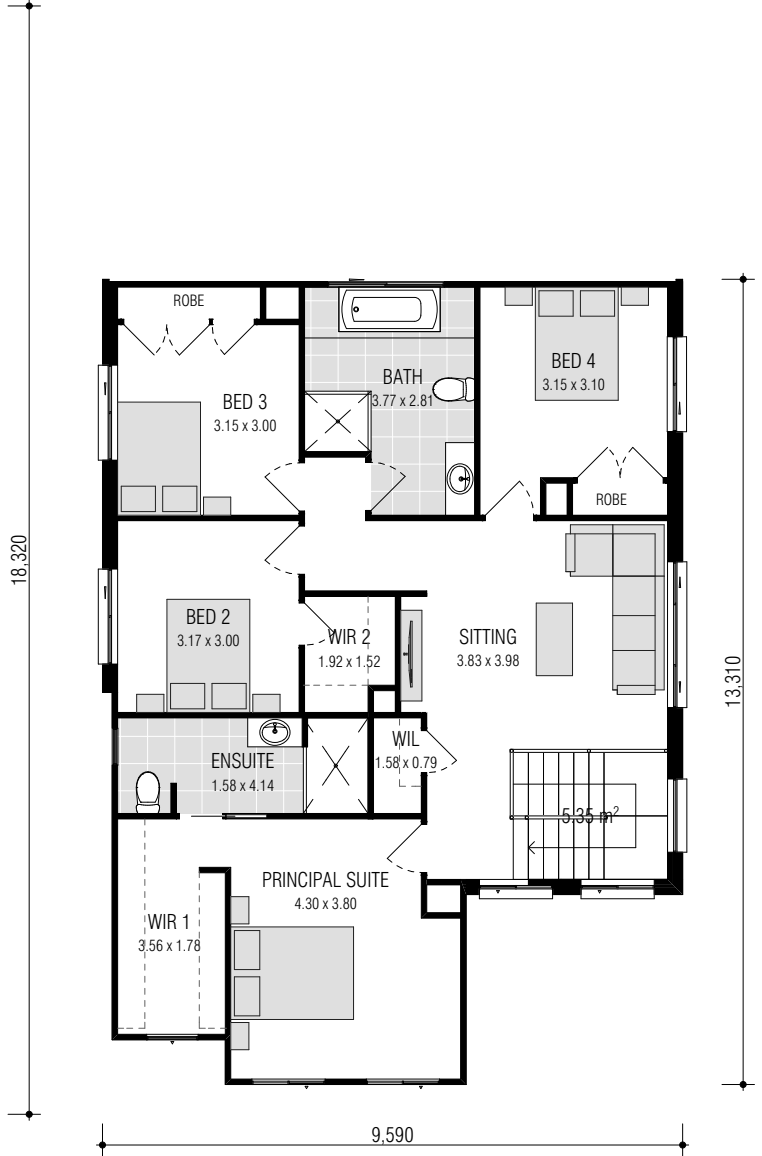 ROBE
BED 3
3.15 x 3.00
BATH
3.77 x 2.81
BED 4
3.15 x 3.10
ROBE
18,320
BED 2
3.17 x 3.00
WIR 2
1.92 x 1.52
SITTING
3.83 x 3.98
13,310
ENSUITE
1.58 x 4.14
WIL
1.58 x 0.79
5.35 m²
PRINCIPAL SUITE
4.30 x 3.80
WIR 1
3.56 x 1.78
9,590